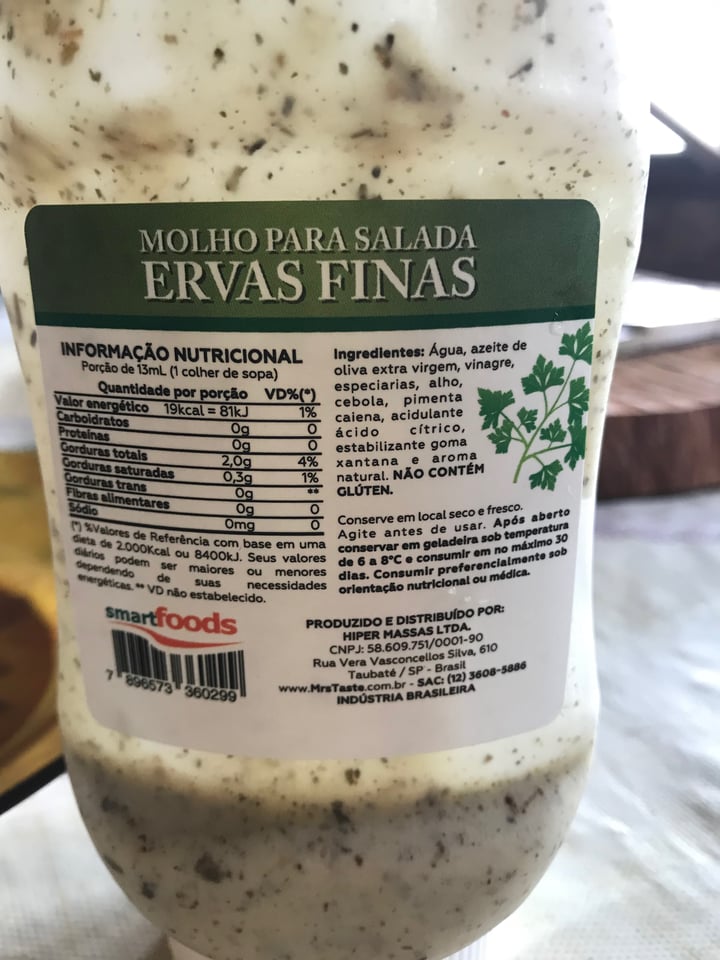 MOLHO PARA SALADA
ERVAS FINAS
INFORMAÇÃO NUTRICIONAL
Porção de 13mL (1 colher de sopa)
Quantidade por porção VD%(*)
Valor energético 19kcal = 81kJ 1%
Carboidratos 0g 0
Proteínas 0g 0
Gorduras totais 2,0g 4%
Gorduras saturadas 0,3g 1%
Gorduras trans 0g **
Fibras alimentares 0g 0
Sódio 0mg 0
(*) %Valores de Referência com base em uma
dieta de 2.000Kcal ou 8400kJ. Seus valores
diários podem ser maiores ou menores
dependendo de suas necessidades
energéticas. ** VD não estabelecido.
smartfoods
7 896573 360299
Ingredientes: Água, azeite de
oliva extra virgem, vinagre,
especiarias, alho,
cebola, pimenta
caiena, acidulante
ácido cítrico,
estabilizante goma
xantana e aroma
natural. NÃO CONTÉM
GLÚTEN.
Conserve em local seco e fresco.
Agite antes de usar. Após aberto
conservar em geladeira sob temperatura
de 6 a 8ºC e consumir em no máximo 30
dias. Consumir preferencialmente sob
orientação nutricional ou médica.
PRODUZIDO E DISTRIBUÍDO POR:
HIPER MASSAS LTDA.
CNPJ: 58.609.751/0001-90
Rua Vera Vasconcellos Silva, 610
Taubaté / SP - Brasil
www.MrsTaste.com.br - SAC: (12) 3608-5886
INDÚSTRIA BRASILEIRA